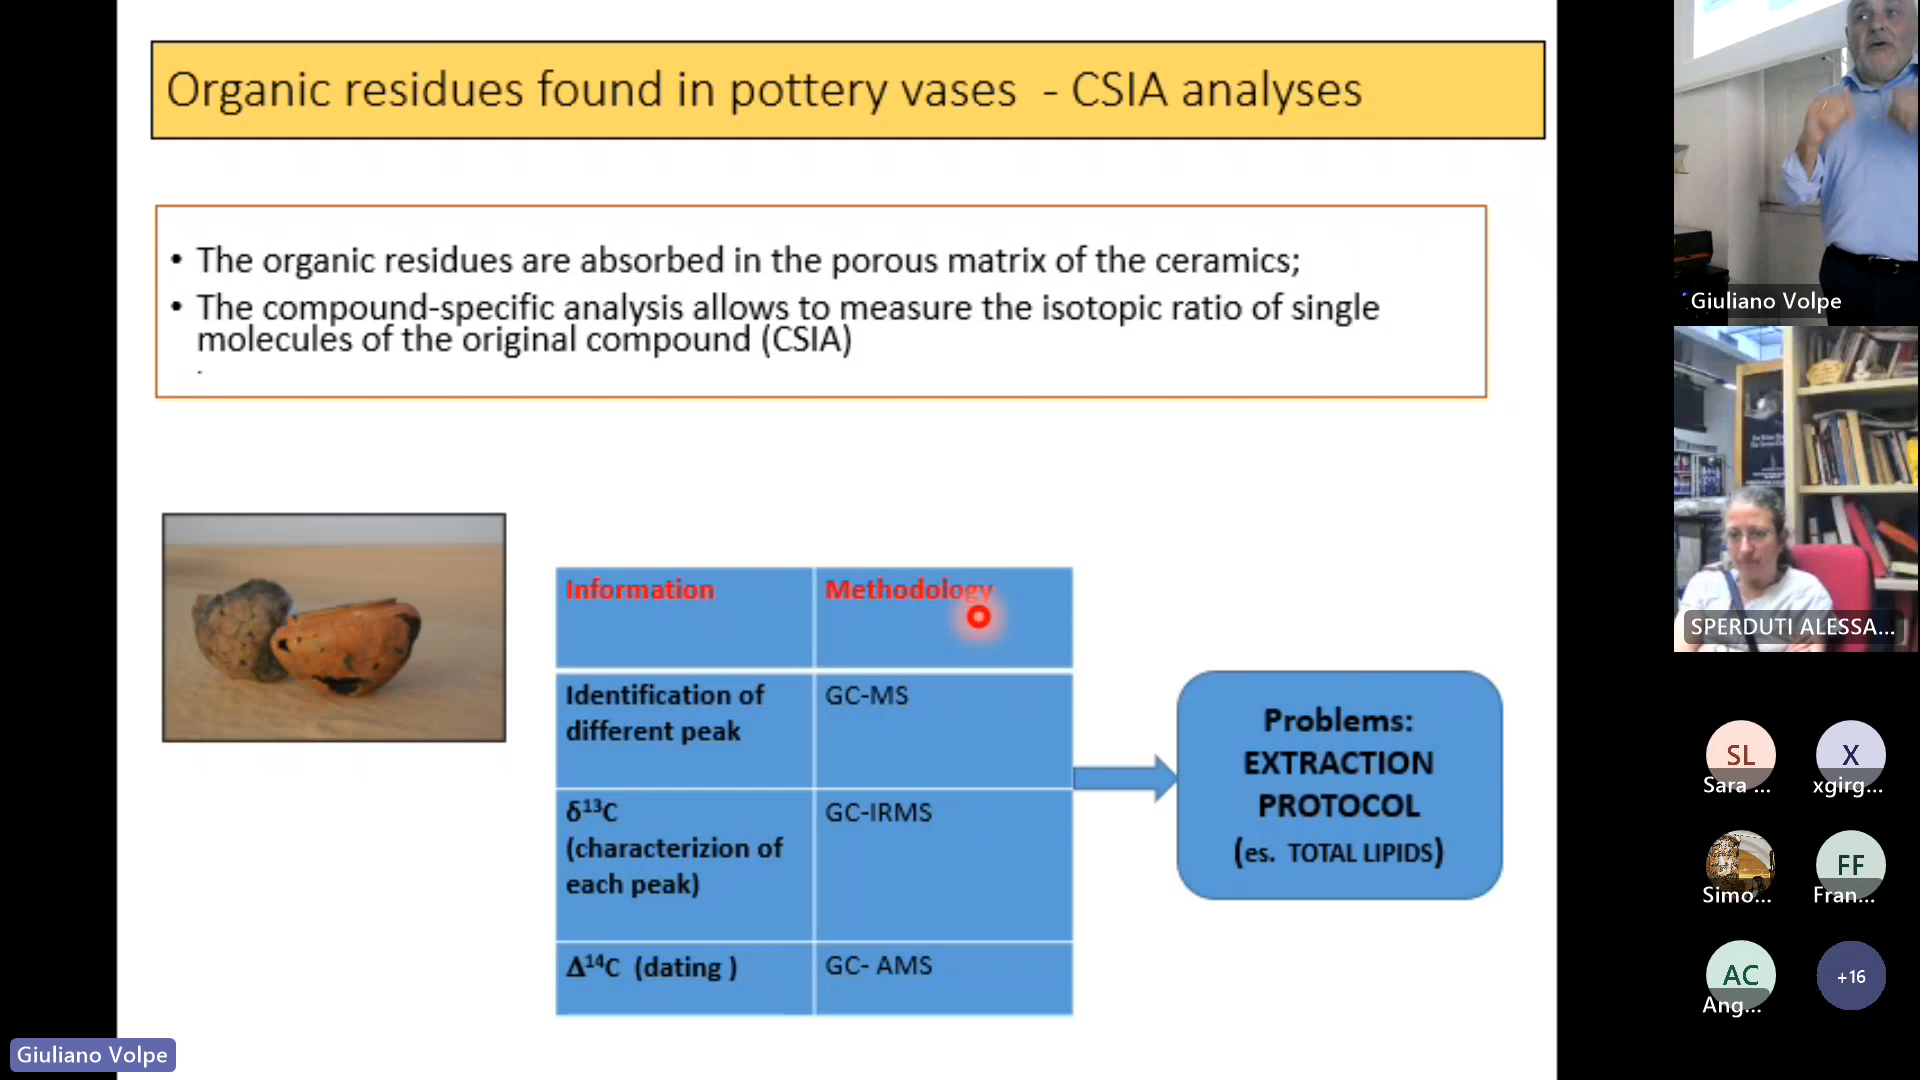 Organic residues found in pottery vases - CSIA analyses
• The organic residues are absorbed in the porous matrix of the ceramics;
• The compound-specific analysis allows to measure the isotopic ratio of single
molecules of the original compound (CSIA)
.
Information
Methodology
Identification of
different peak
GC-MS
δ¹³C
(characterizion of
each peak)
GC-IRMS
Δ¹⁴C (dating )
GC- AMS
Problems:
EXTRACTION
PROTOCOL
(es. TOTAL LIPIDS)
Giuliano Volpe
SPERDUTI ALESSA...
SL
Sara ...
X
xgirg...
Simo...
FF
Fran...
AC
Ang...
+16
Giuliano Volpe